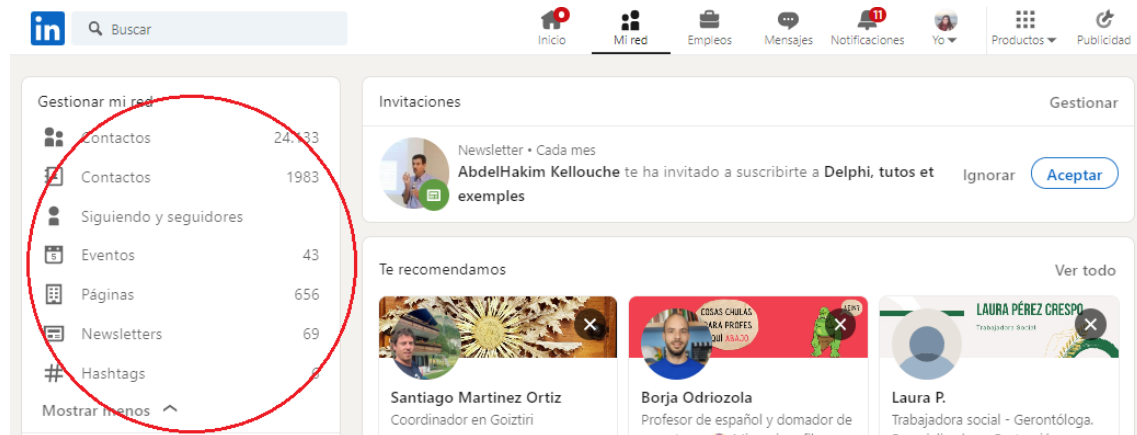 in
Buscar
Inicio
Mi red
Empleos
Mensajes
11
Notificaciones
Yo
Productos
Publicidad
Gestionar mi red
Contactos 24.133
Contactos 1983
Siguiendo y seguidores
Eventos 43
Páginas 656
Newsletters 69
Hashtags 6
Mostrar menos
Invitaciones
Gestionar
Newsletter • Cada mes
AbdelHakim Kellouche te ha invitado a suscribirte a Delphi, tutos et
exemples
Ignorar
Aceptar
Te recomendamos
Ver todo
Santiago Martinez Ortiz
Coordinador en Goiztiri
COSAS CHULAS
PARA PROFES
AQUÍ ABAJO
Borja Odriozola
Profesor de español y domador de
LAURA PÉREZ CRESPO
Trabajadora Social
Laura P.
Trabajadora social - Gerontóloga.